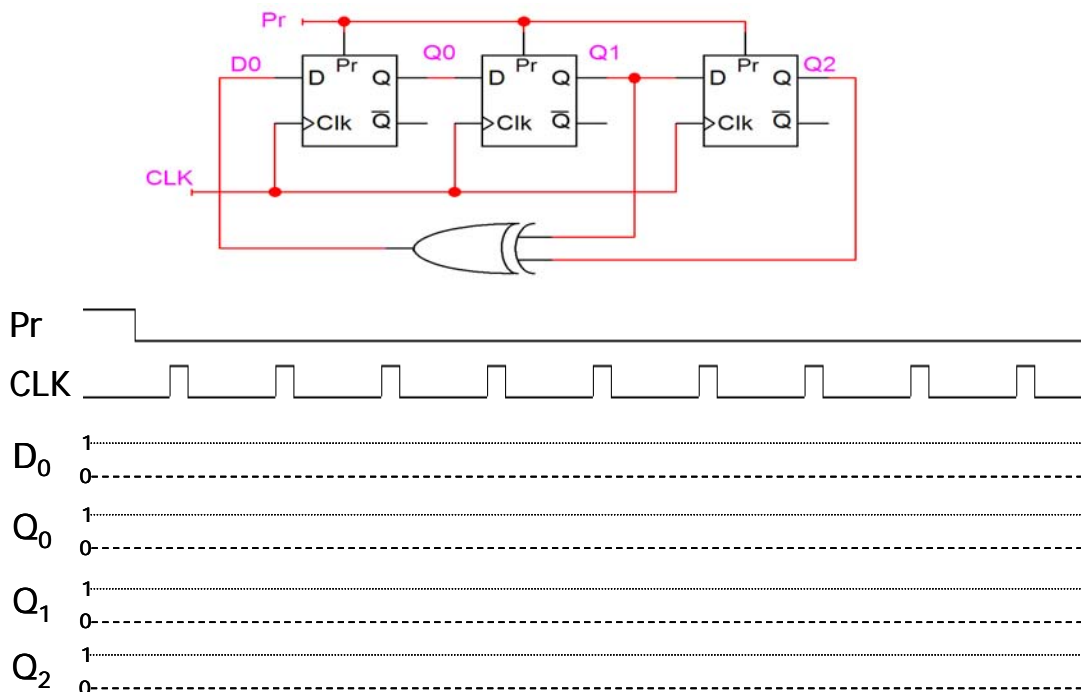 Pr
D0 Q0 Q1 Q2
Pr Pr Pr
D Q D Q D Q
Clk Q̅ Clk Q̅ Clk Q̅
CLK
Pr
CLK
D₀ 1 0
Q₀ 1 0
Q₁ 1 0
Q₂ 1 0